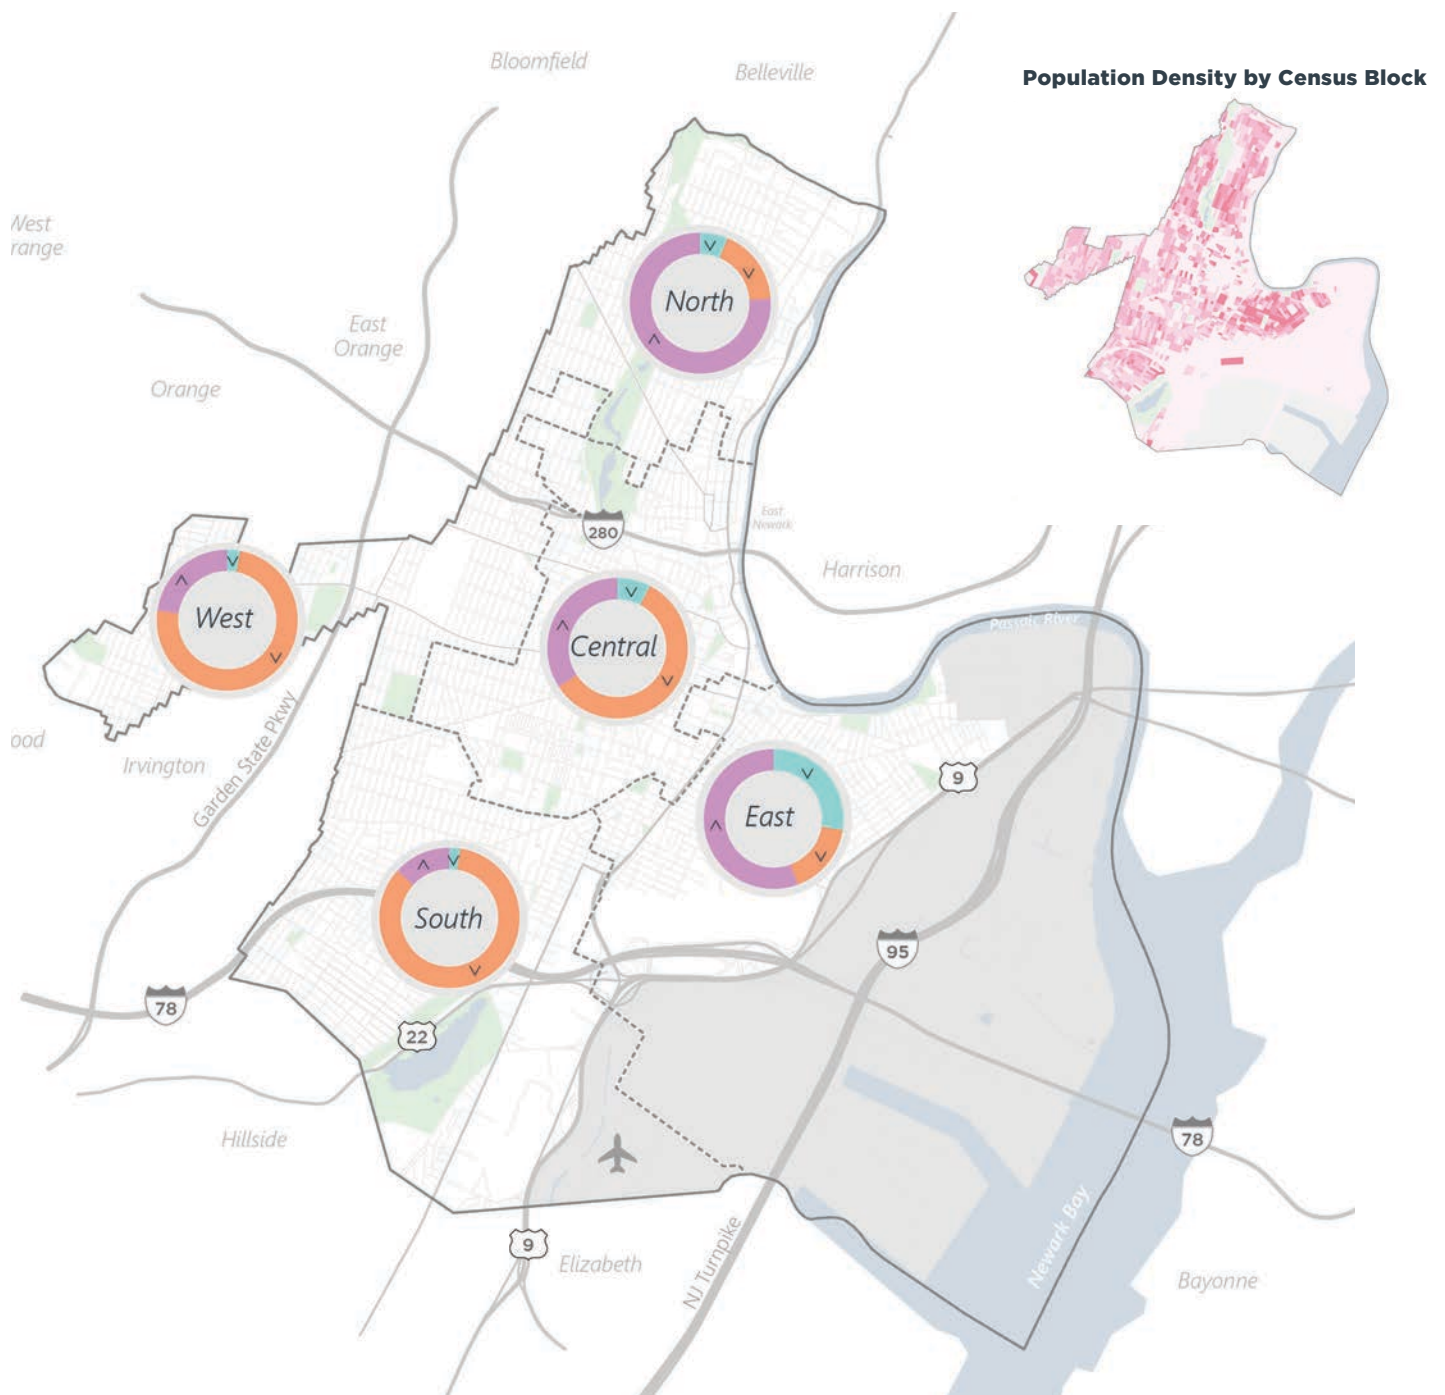 Bloomfield
Belleville
Population Density by Census Block
West
range
North
East
Orange
Orange
280
East
Newark
Harrison
West
Central
Passaic River
ood
Irvington
Garden State Pkwy
East
9
South
95
78
22
Hillside
78
9
Elizabeth
NJ Turnpike
Newark Bay
Bayonne